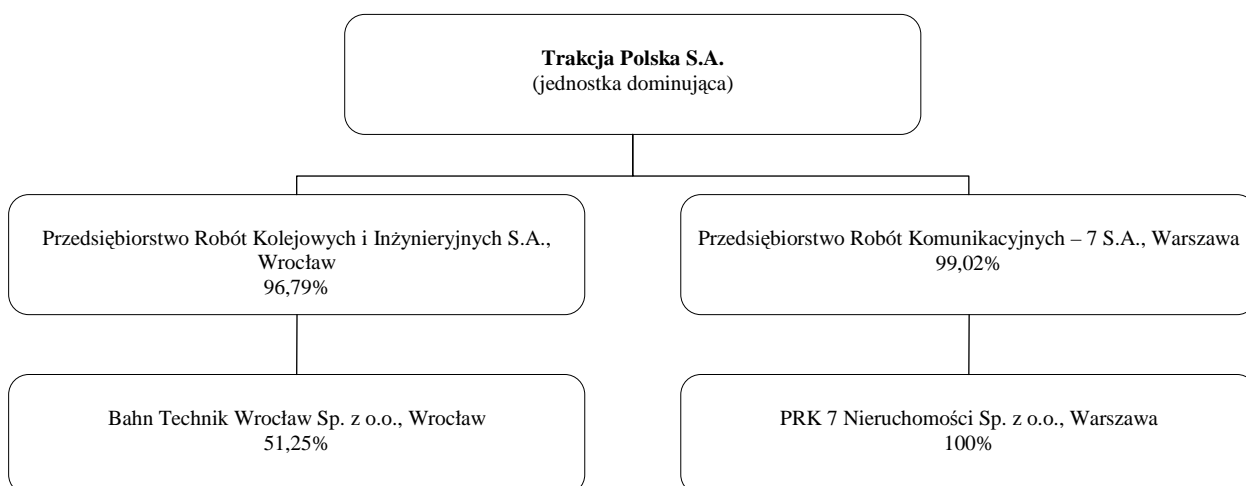 Trakcja Polska S.A.
(jednostka dominująca)
Przedsiębiorstwo Robót Kolejowych i Inżynieryjnych S.A.,
Wrocław
96,79%
Przedsiębiorstwo Robót Komunikacyjnych – 7 S.A., Warszawa
99,02%
Bahn Technik Wrocław Sp. z o.o., Wrocław
51,25%
PRK 7 Nieruchomości Sp. z o.o., Warszawa
100%